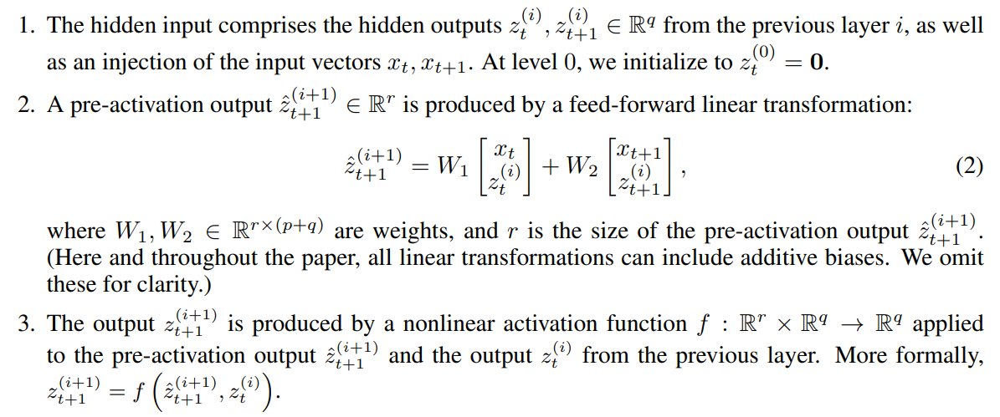 1. The hidden input comprises the hidden outputs $z_t^{(i)}, z_{t+1}^{(i)} \in \mathbb{R}^q$ from the previous layer $i$, as well
as an injection of the input vectors $x_t, x_{t+1}$. At level 0, we initialize to $z_t^{(0)} = \mathbf{0}$.
2. A pre-activation output $\hat{z}_{t+1}^{(i+1)} \in \mathbb{R}^r$ is produced by a feed-forward linear transformation:
$\hat{z}_{t+1}^{(i+1)} = W_1 \begin{bmatrix} x_t \\ z_t^{(i)} \end{bmatrix} + W_2 \begin{bmatrix} x_{t+1} \\ z_{t+1}^{(i)} \end{bmatrix},$ (2)
where $W_1, W_2 \in \mathbb{R}^{r \times (p+q)}$ are weights, and $r$ is the size of the pre-activation output $\hat{z}_{t+1}^{(i+1)}$.
(Here and throughout the paper, all linear transformations can include additive biases. We omit
these for clarity.)
3. The output $z_{t+1}^{(i+1)}$ is produced by a nonlinear activation function $f : \mathbb{R}^r \times \mathbb{R}^q \to \mathbb{R}^q$ applied
to the pre-activation output $\hat{z}_{t+1}^{(i+1)}$ and the output $z_t^{(i)}$ from the previous layer. More formally,
$z_{t+1}^{(i+1)} = f\left(\hat{z}_{t+1}^{(i+1)}, z_t^{(i)}\right)$.